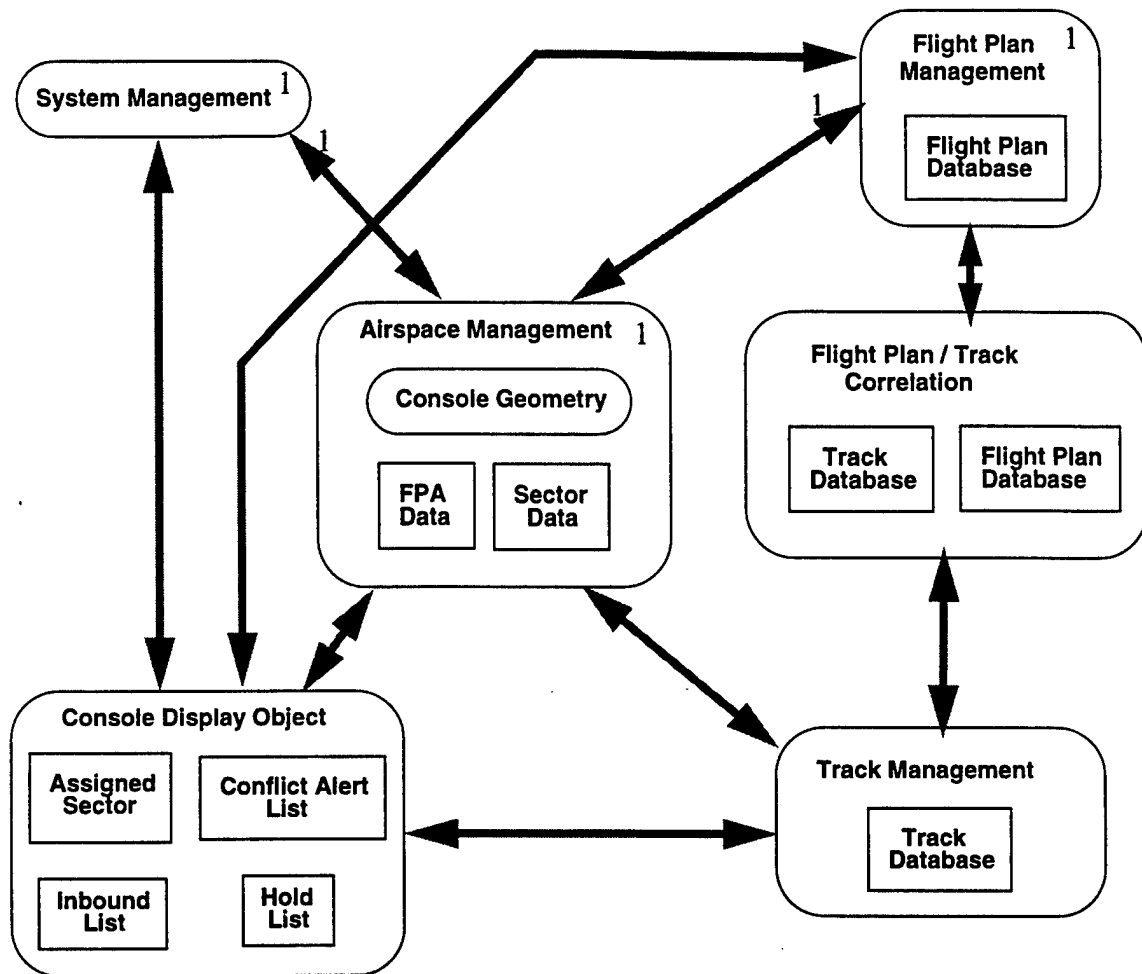 Flight Plan 1
Management
System Management 1
1
1
Flight Plan
Database
Airspace Management 1
Flight Plan / Track
Correlation
Console Geometry
Track
Database
Flight Plan
Database
FPA
Data
Sector
Data
Console Display Object
Assigned
Sector
Conflict Alert
List
Track Management
Track
Database
Inbound
List
Hold
List